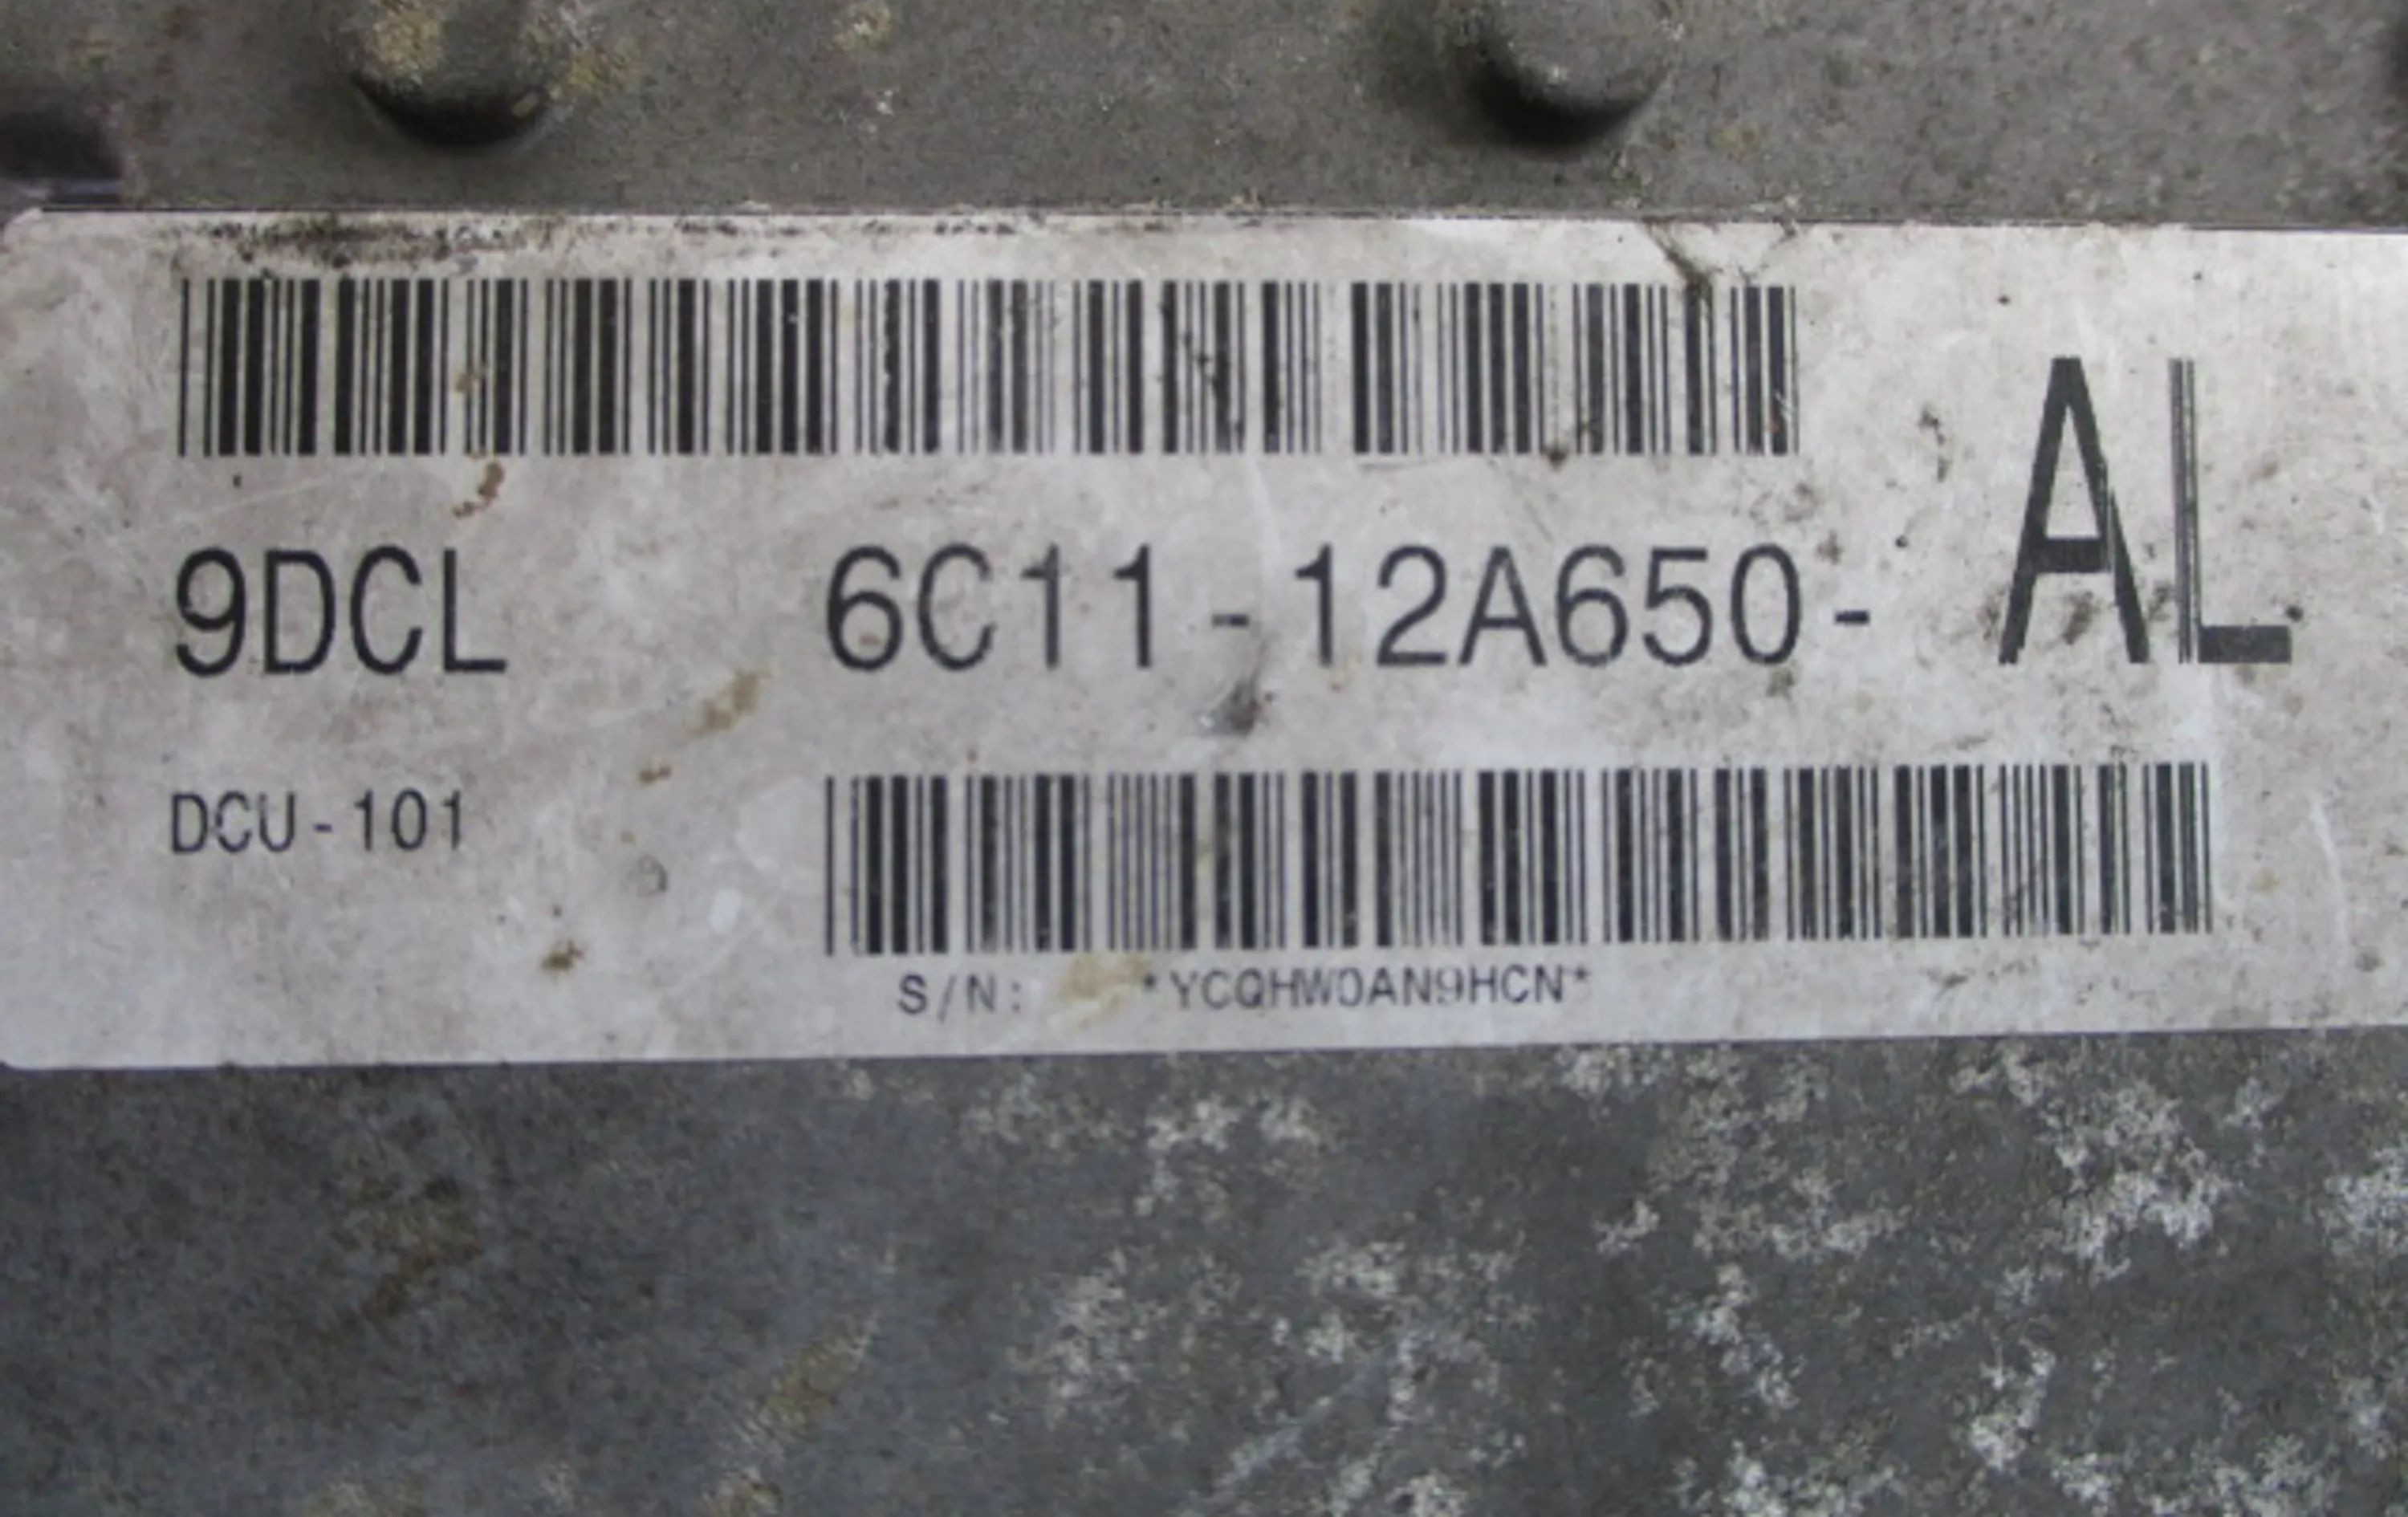 9DCL 6C11-12A650- AL
DCU-101
S/N: *YCQHW0AN9HCN*